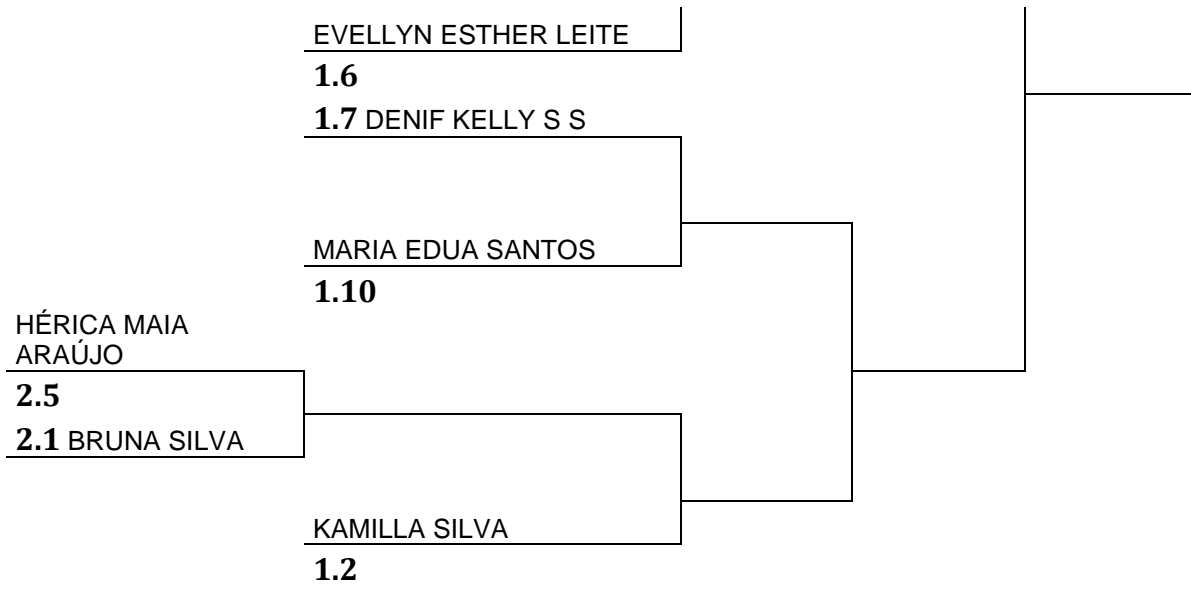 EVELLYN ESTHER LEITE
1.6
1.7 DENIF KELLY S S
MARIA EDUA SANTOS
1.10
HÉRICA MAIA
ARAÚJO
2.5
2.1 BRUNA SILVA
KAMILLA SILVA
1.2